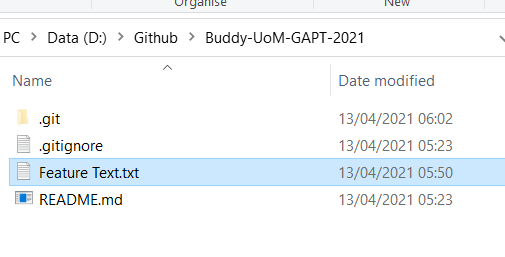 Organise New
PC Data (D:) Github Buddy-UoM-GAPT-2021
Name Date modified
.git 13/04/2021 06:02
.gitignore 13/04/2021 05:23
Feature Text.txt 13/04/2021 05:50
README.md 13/04/2021 05:23